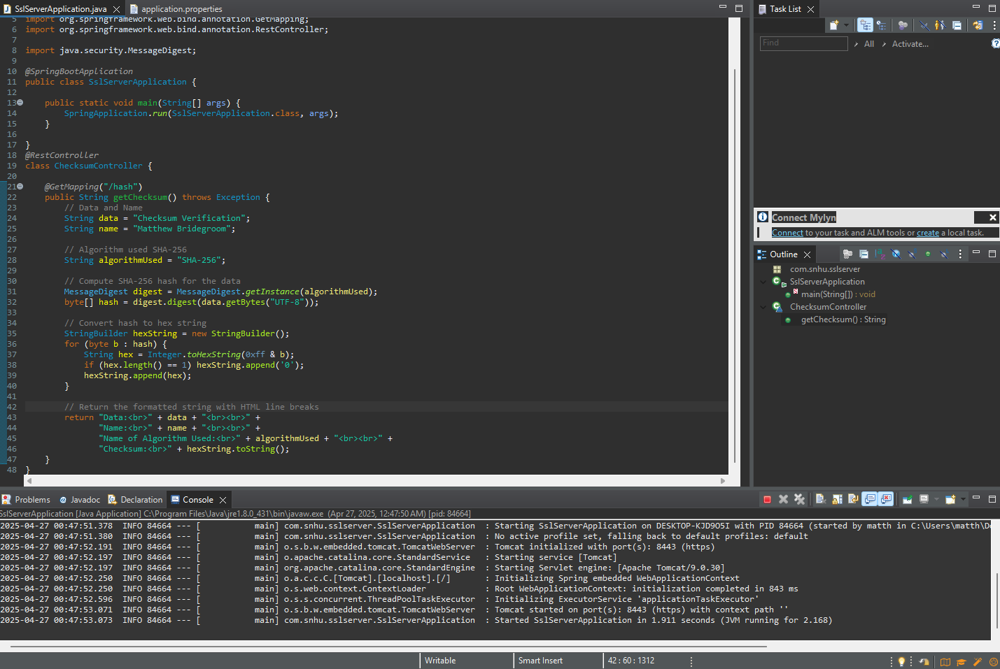 SslServerApplication.java
application.properties
5 import org.springframework.web.bind.annotation.GetMapping;
6 import org.springframework.web.bind.annotation.RestController;
7
8 import java.security.MessageDigest;
9
10 @SpringBootApplication
11 public class SslServerApplication {
12
13 public static void main(String[] args) {
14 SpringApplication.run(SslServerApplication.class, args);
15 }
16
17 }
18 @RestController
19 class ChecksumController {
20
21 @GetMapping("/hash")
22 public String getChecksum() throws Exception {
23 // Data and Name
24 String data = "Checksum Verification";
25 String name = "Matthew Bridegroom";
26
27 // Algorithm used SHA-256
28 String algorithmUsed = "SHA-256";
29
30 // Compute SHA-256 hash for the data
31 MessageDigest digest = MessageDigest.getInstance(algorithmUsed);
32 byte[] hash = digest.digest(data.getBytes("UTF-8"));
33
34 // Convert hash to hex string
35 StringBuilder hexString = new StringBuilder();
36 for (byte b : hash) {
37 String hex = Integer.toHexString(0xff & b);
38 if (hex.length() == 1) hexString.append('0');
39 hexString.append(hex);
40 }
41
42 // Return the formatted string with HTML line breaks
43 return "Data:<br>" + data + "<br><br>" +
44 "Name:<br>" + name + "<br><br>" +
45 "Name of Algorithm Used:<br>" + algorithmUsed + "<br><br>" +
46 "Checksum:<br>" + hexString.toString();
47 }
48 }
Task List
Find
All
Activate...
Connect Mylyn
Connect to your task and ALM tools or create a local task.
Outline
com.snhu.sslserver
SslServerApplication
main(String[]) : void
ChecksumController
getChecksum() : String
Problems
Javadoc
Declaration
Console
SslServerApplication [Java Application] C:\Program Files\Java\jre1.8.0_431\bin\javaw.exe (Apr 27, 2025, 12:47:50 AM) [pid: 84664]
2025-04-27 00:47:51.378 INFO 84664 --- [ main] com.snhu.sslserver.SslServerApplication : Starting SslServerApplication on DESKTOP-KJD9O5I with PID 84664 (started by matth in C:\Users\matth\Do
2025-04-27 00:47:51.380 INFO 84664 --- [ main] com.snhu.sslserver.SslServerApplication : No active profile set, falling back to default profiles: default
2025-04-27 00:47:52.191 INFO 84664 --- [ main] o.s.b.w.embedded.tomcat.TomcatWebServer : Tomcat initialized with port(s): 8443 (https)
2025-04-27 00:47:52.197 INFO 84664 --- [ main] o.apache.catalina.core.StandardService : Starting service [Tomcat]
2025-04-27 00:47:52.197 INFO 84664 --- [ main] org.apache.catalina.core.StandardEngine : Starting Servlet engine: [Apache Tomcat/9.0.30]
2025-04-27 00:47:52.250 INFO 84664 --- [ main] o.a.c.c.C.[Tomcat].[localhost].[/] : Initializing Spring embedded WebApplicationContext
2025-04-27 00:47:52.250 INFO 84664 --- [ main] o.s.web.context.ContextLoader : Root WebApplicationContext: initialization completed in 843 ms
2025-04-27 00:47:52.596 INFO 84664 --- [ main] o.s.s.concurrent.ThreadPoolTaskExecutor : Initializing ExecutorService 'applicationTaskExecutor'
2025-04-27 00:47:53.071 INFO 84664 --- [ main] o.s.b.w.embedded.tomcat.TomcatWebServer : Tomcat started on port(s): 8443 (https) with context path ''
2025-04-27 00:47:53.073 INFO 84664 --- [ main] com.snhu.sslserver.SslServerApplication : Started SslServerApplication in 1.911 seconds (JVM running for 2.168)
Writable
Smart Insert
42 : 60 : 1312